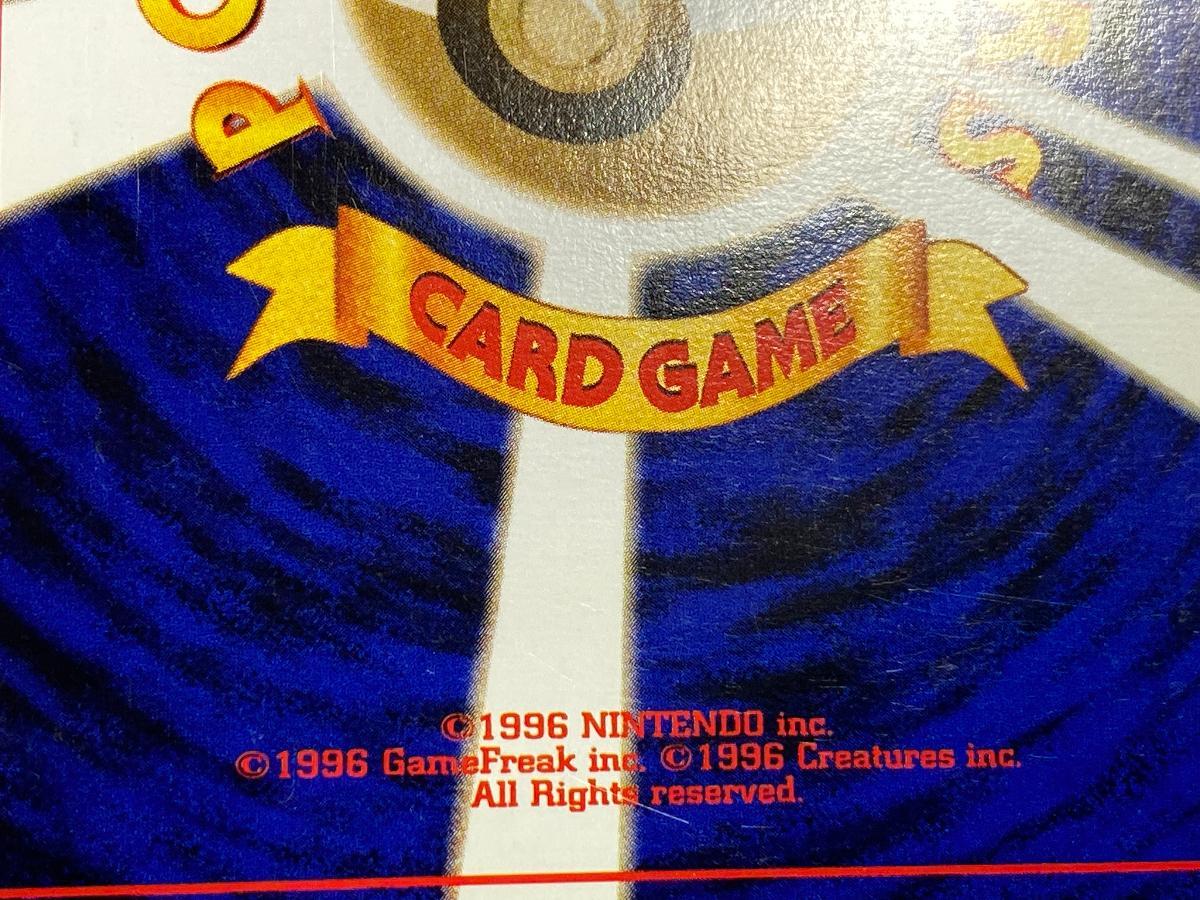 P
S
CARD GAME
©1996 NINTENDO inc.
©1996 GameFreak inc. ©1996 Creatures inc.
All Rights reserved.